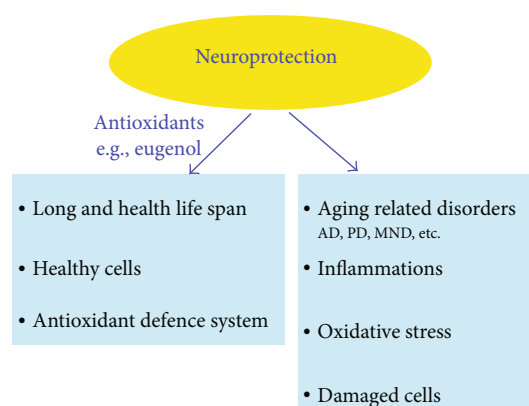 Neuroprotection
Antioxidants
e.g., eugenol
• Long and health life span
• Healthy cells
• Antioxidant defence system
• Aging related disorders
AD, PD, MND, etc.
• Inflammations
• Oxidative stress
• Damaged cells